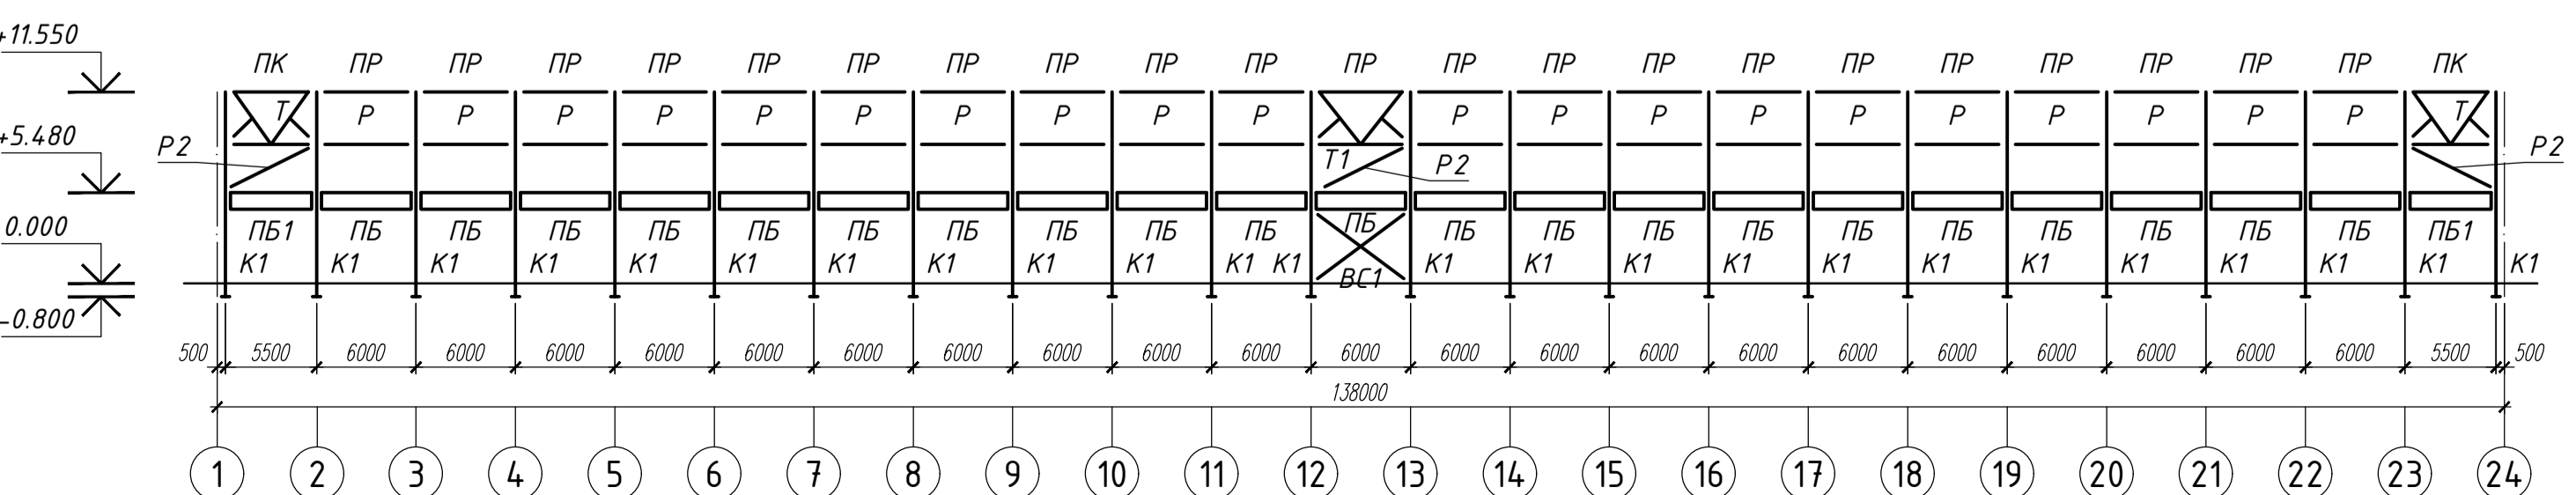 +11.550
ПК ПР ПР ПР ПР ПР ПР ПР ПР ПР ПР ПР ПР ПР ПР ПР ПР ПР ПР ПР ПР ПР ПК
Т Р Р Р Р Р Р Р Р Р Р Р Р Р Р Р Р Р Р Р Р Т
+5.480
Р2 Т1 Р2 Р2
0.000
ПБ1 ПБ ПБ ПБ ПБ ПБ ПБ ПБ ПБ ПБ ПБ ПБ ПБ ПБ ПБ ПБ ПБ ПБ ПБ ПБ ПБ ПБ ПБ1
К1 К1 К1 К1 К1 К1 К1 К1 К1 К1 К1 К1 ВС1 К1 К1 К1 К1 К1 К1 К1 К1 К1 К1 К1 К1
-0.800
500 5500 6000 6000 6000 6000 6000 6000 6000 6000 6000 6000 6000 6000 6000 6000 6000 6000 6000 6000 6000 6000 6000 5500 500
138000
1 2 3 4 5 6 7 8 9 10 11 12 13 14 15 16 17 18 19 20 21 22 23 24